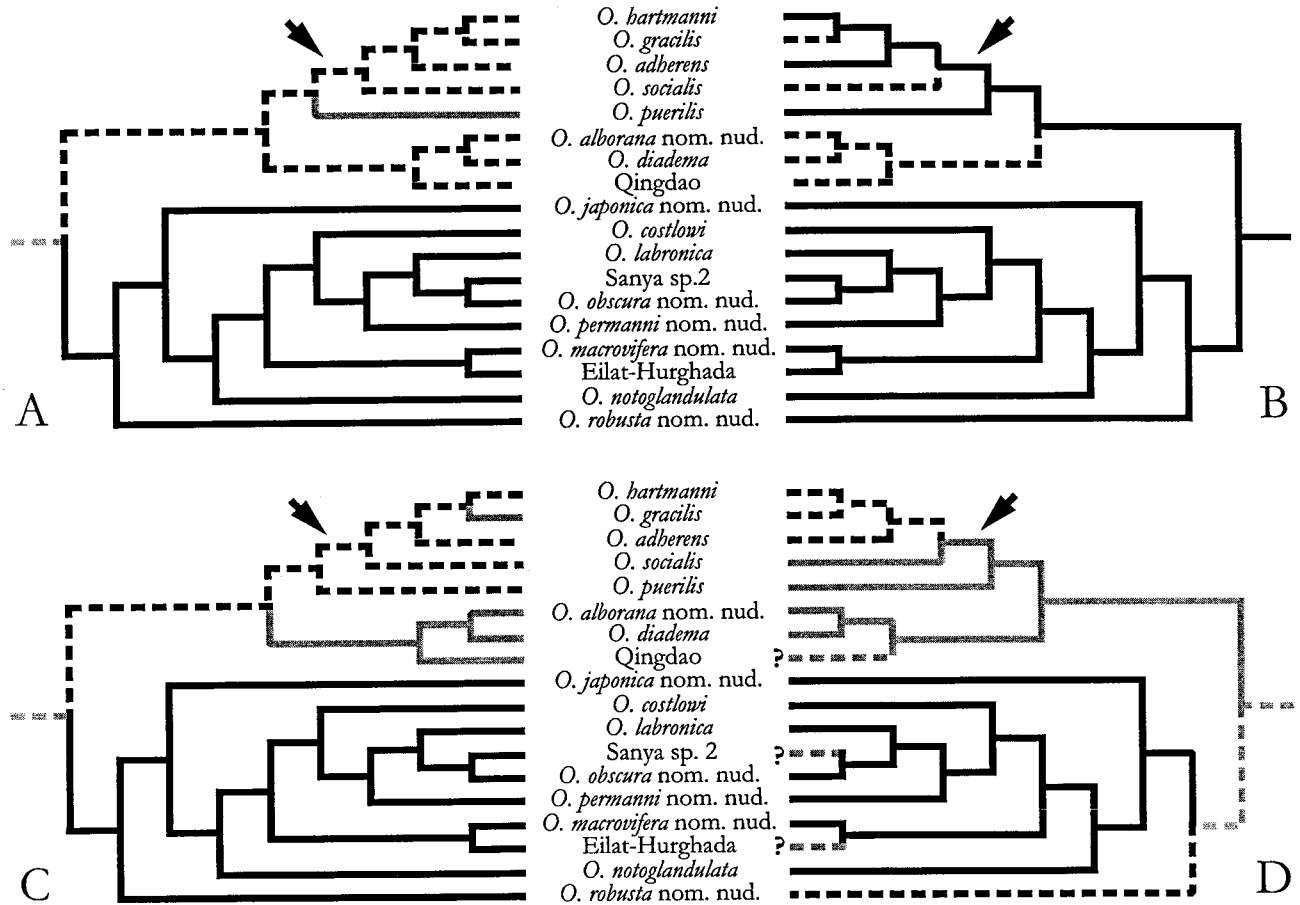 O. hartmanni
O. gracilis
O. adherens
O. socialis
O. puerilis
O. alborana nom. nud.
O. diadema
Qingdao
O. japonica nom. nud.
O. costlowi
O. labronica
Sanya sp.2
O. obscura nom. nud.
O. permanni nom. nud.
O. macrovifera nom. nud.
Eilat-Hurghada
O. notoglandulata
O. robusta nom. nud.
A
B
O. hartmanni
O. gracilis
O. adherens
O. socialis
O. puerilis
O. alborana nom. nud.
O. diadema
Qingdao ?
O. japonica nom. nud.
O. costlowi
O. labronica
Sanya sp. 2 ?
O. obscura nom. nud.
O. permanni nom. nud.
O. macrovifera nom. nud.
Eilat-Hurghada ?
O. notoglandulata
O. robusta nom. nud.
C
D